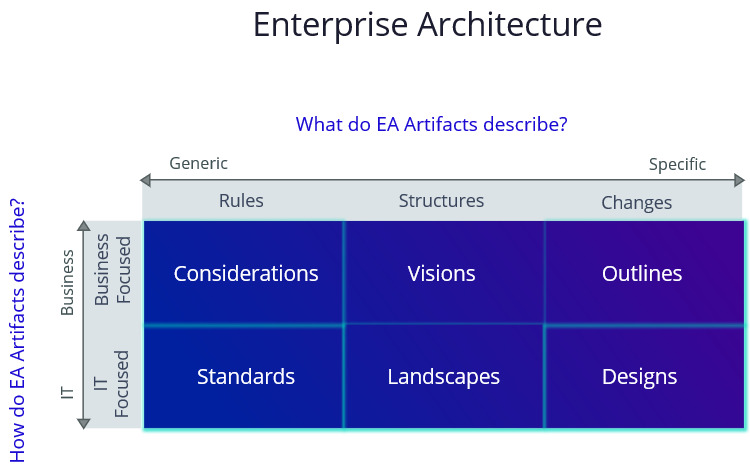 Enterprise Architecture
What do EA Artifacts describe?
Generic
Specific
Rules
Structures
Changes
How do EA Artifacts describe?
Business
IT
Business
Focused
IT
Focused
Considerations
Visions
Outlines
Standards
Landscapes
Designs